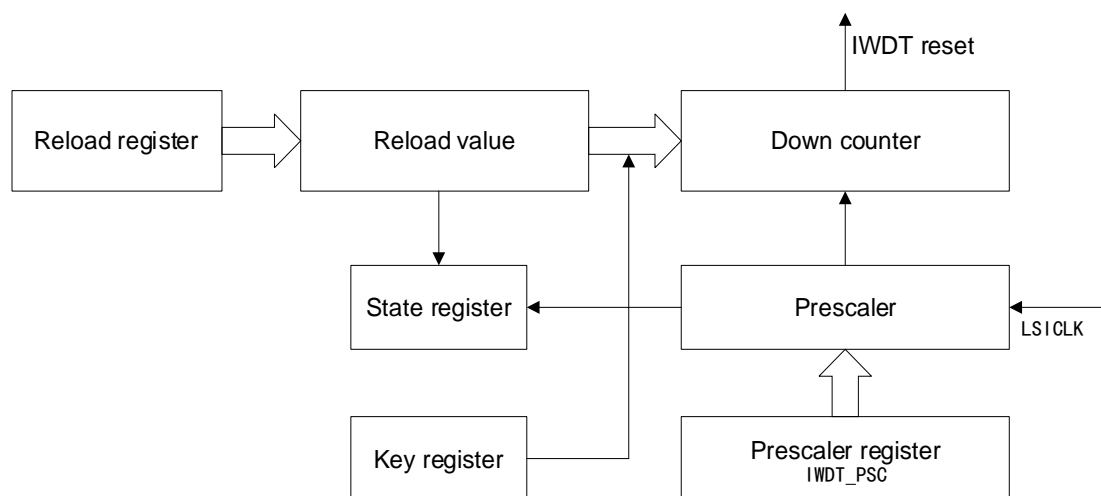 IWDT reset
Reload register
Reload value
Down counter
State register
Prescaler
LSICLK
Key register
Prescaler register
IWDT_PSC